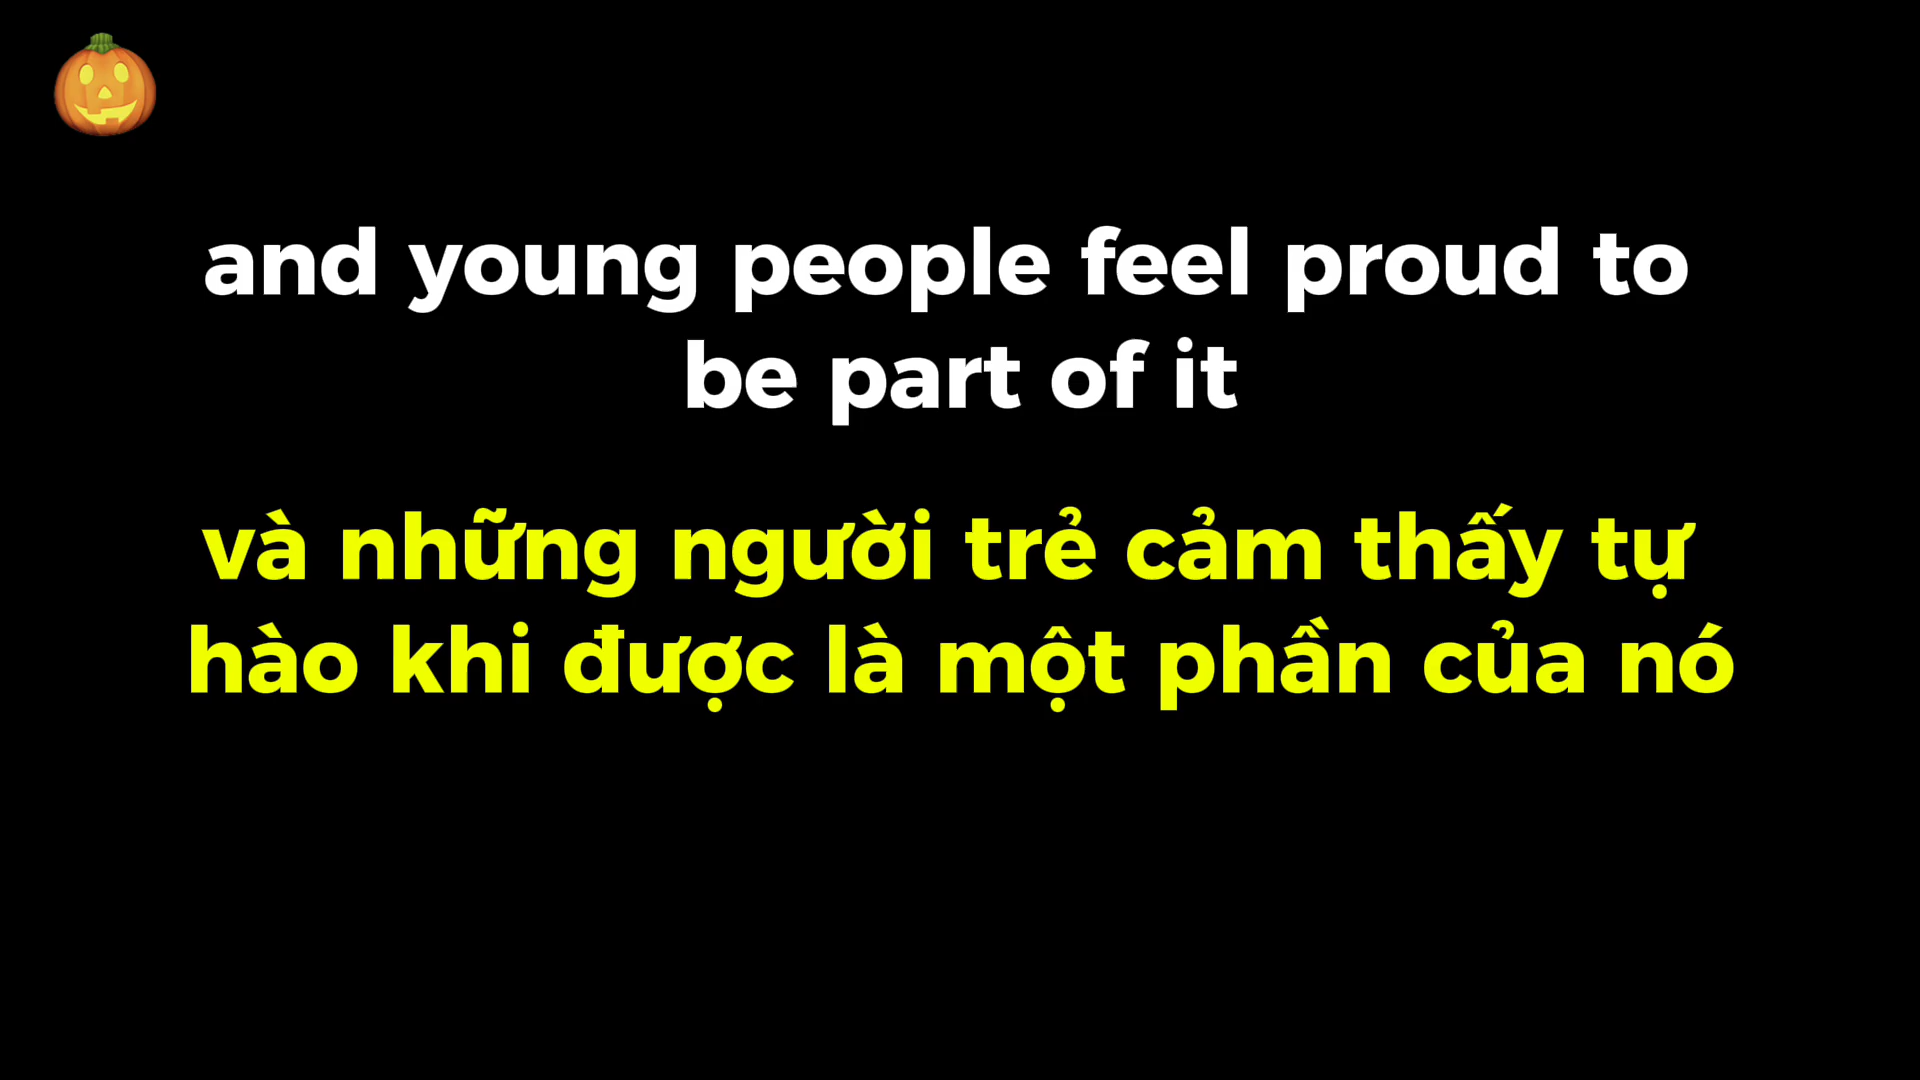 and young people feel proud to
be part of it
và những người trẻ cảm thấy tự
hào khi được là một phần của nó